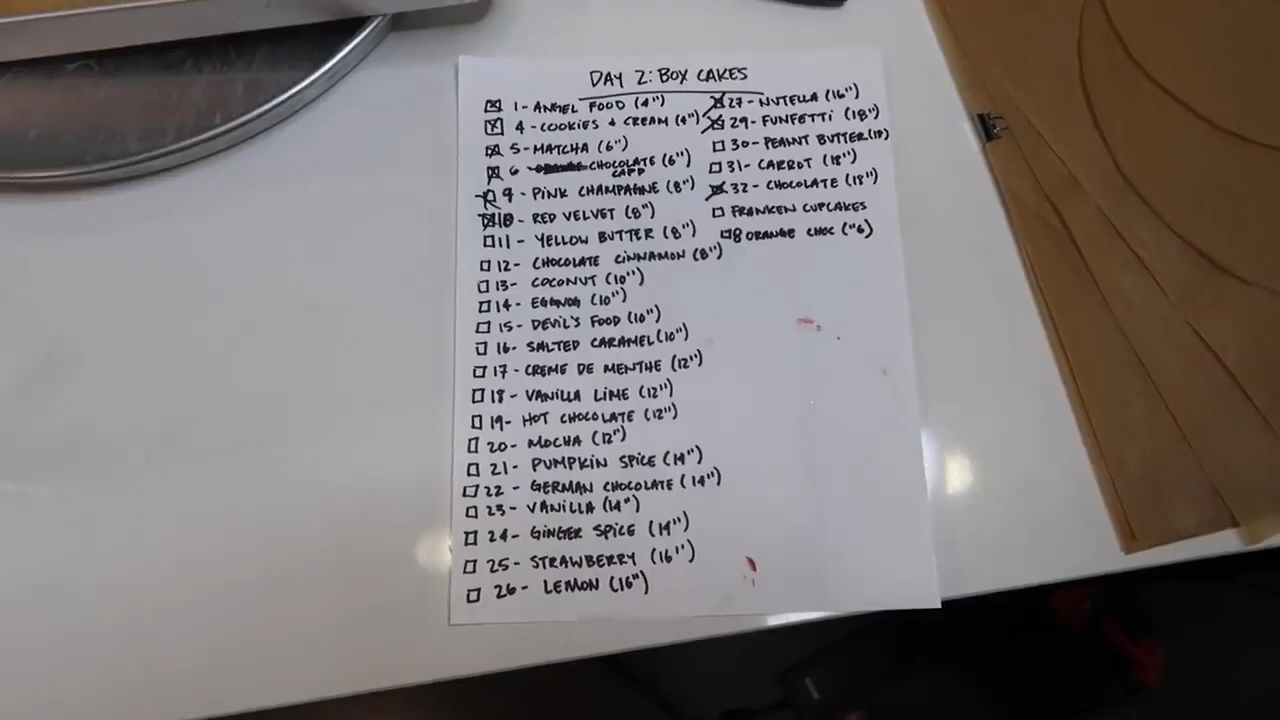 DAY 2: BOX CAKES
1 - ANGEL FOOD (4")
4 - COOKIES + CREAM (4")
5 - MATCHA (6")
6 CHOCOLATE (6")
CAPP
9 - PINK CHAMPAGNE (8")
10 - RED VELVET (8")
11 - YELLOW BUTTER (8")
12 - CHOCOLATE CINNAMON (8")
13 - COCONUT (10")
14 - EGGNOG (10")
15 - DEVIL'S FOOD (10")
16 - SALTED CARAMEL (10")
17 - CREME DE MENTHE (12")
18 - VANILLA LIME (12")
19 - HOT CHOCOLATE (12")
20 - MOCHA (12")
21 - PUMPKIN SPICE (14")
22 - GERMAN CHOCOLATE (14")
23 - VANILLA (14")
24 - GINGER SPICE (14")
25 - STRAWBERRY (16")
26 - LEMON (16")
27 - NUTELLA (16")
29 - FUNFETTI (18")
30 - PEANUT BUTTER (18)
31 - CARROT (18")
32 - CHOCOLATE (18")
FRANKEN CUPCAKES
8 ORANGE CHOC ("6)